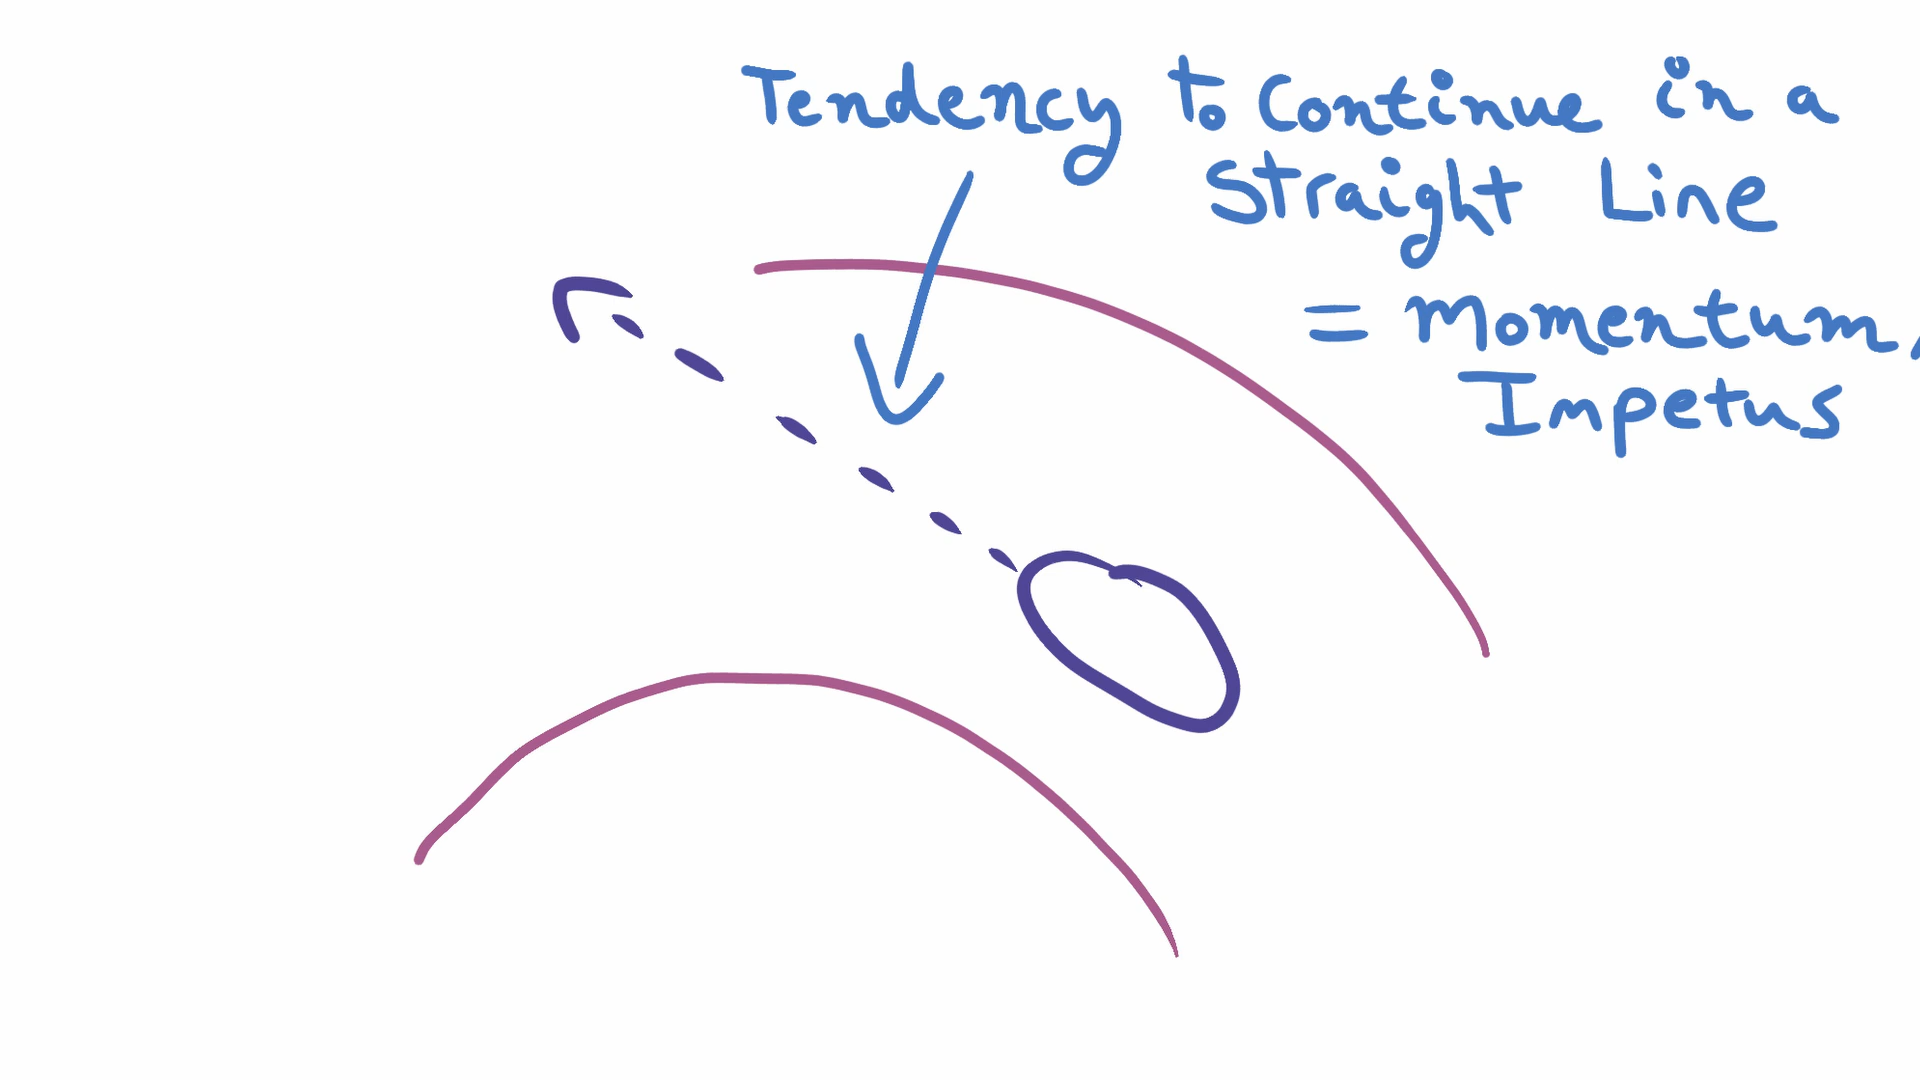 Tendency to Continue in a
Straight Line
= Momentum,
Impetus